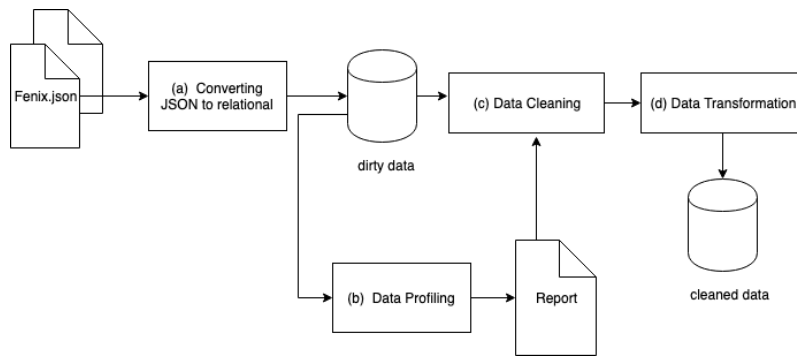 Fenix.json
(a) Converting
JSON to relational
dirty data
(c) Data Cleaning
(d) Data Transformation
(b) Data Profiling
Report
cleaned data